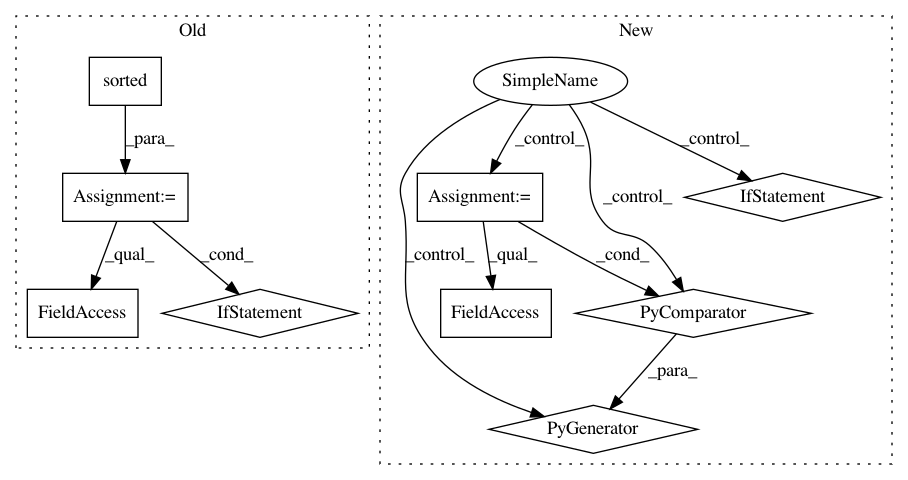 Old
New
sorted
SimpleName
_para_
_control_
_control_
Assignment:=
Assignment:=
IfStatement
_control_
_qual_
_cond_
_control_
_qual_
_cond_
FieldAccess
IfStatement
FieldAccess
PyComparator
_para_
PyGenerator